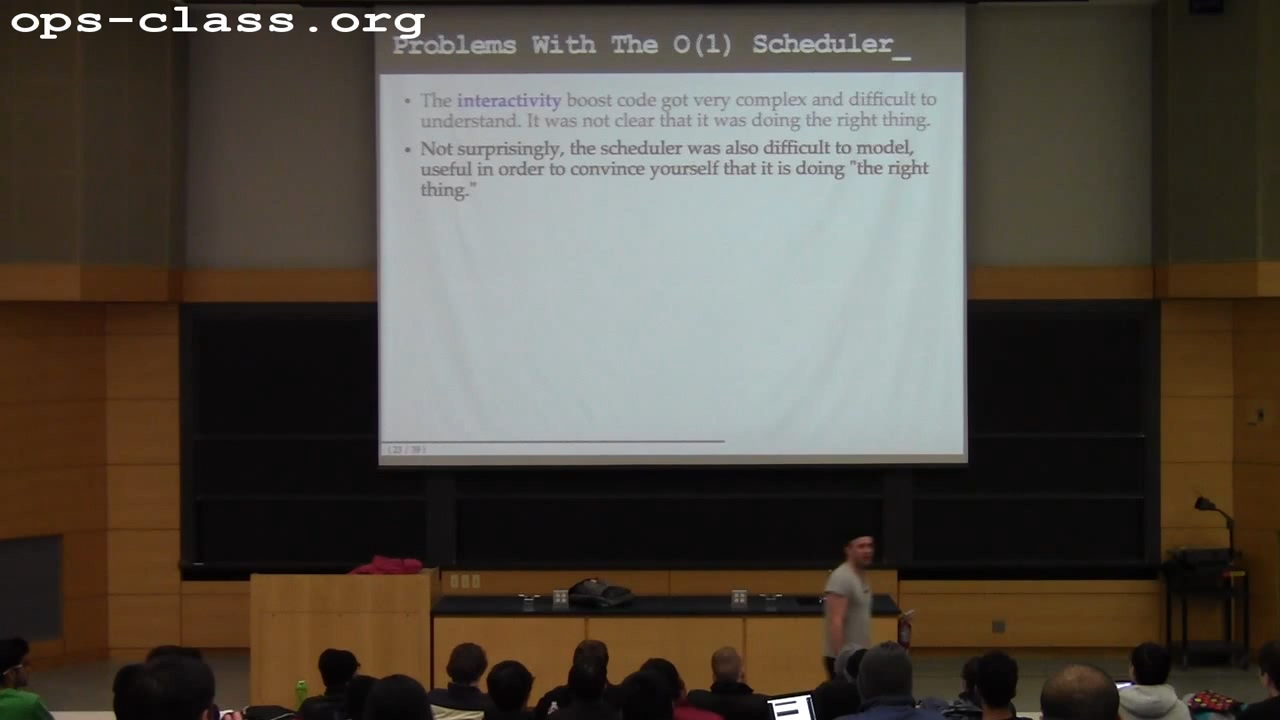 ops-class.org
Problems With The O(1) Scheduler_
• The interactivity boost code got very complex and difficult to
understand. It was not clear that it was doing the right thing.
• Not surprisingly, the scheduler was also difficult to model,
useful in order to convince yourself that it is doing "the right
thing."
( 23 / 39 )